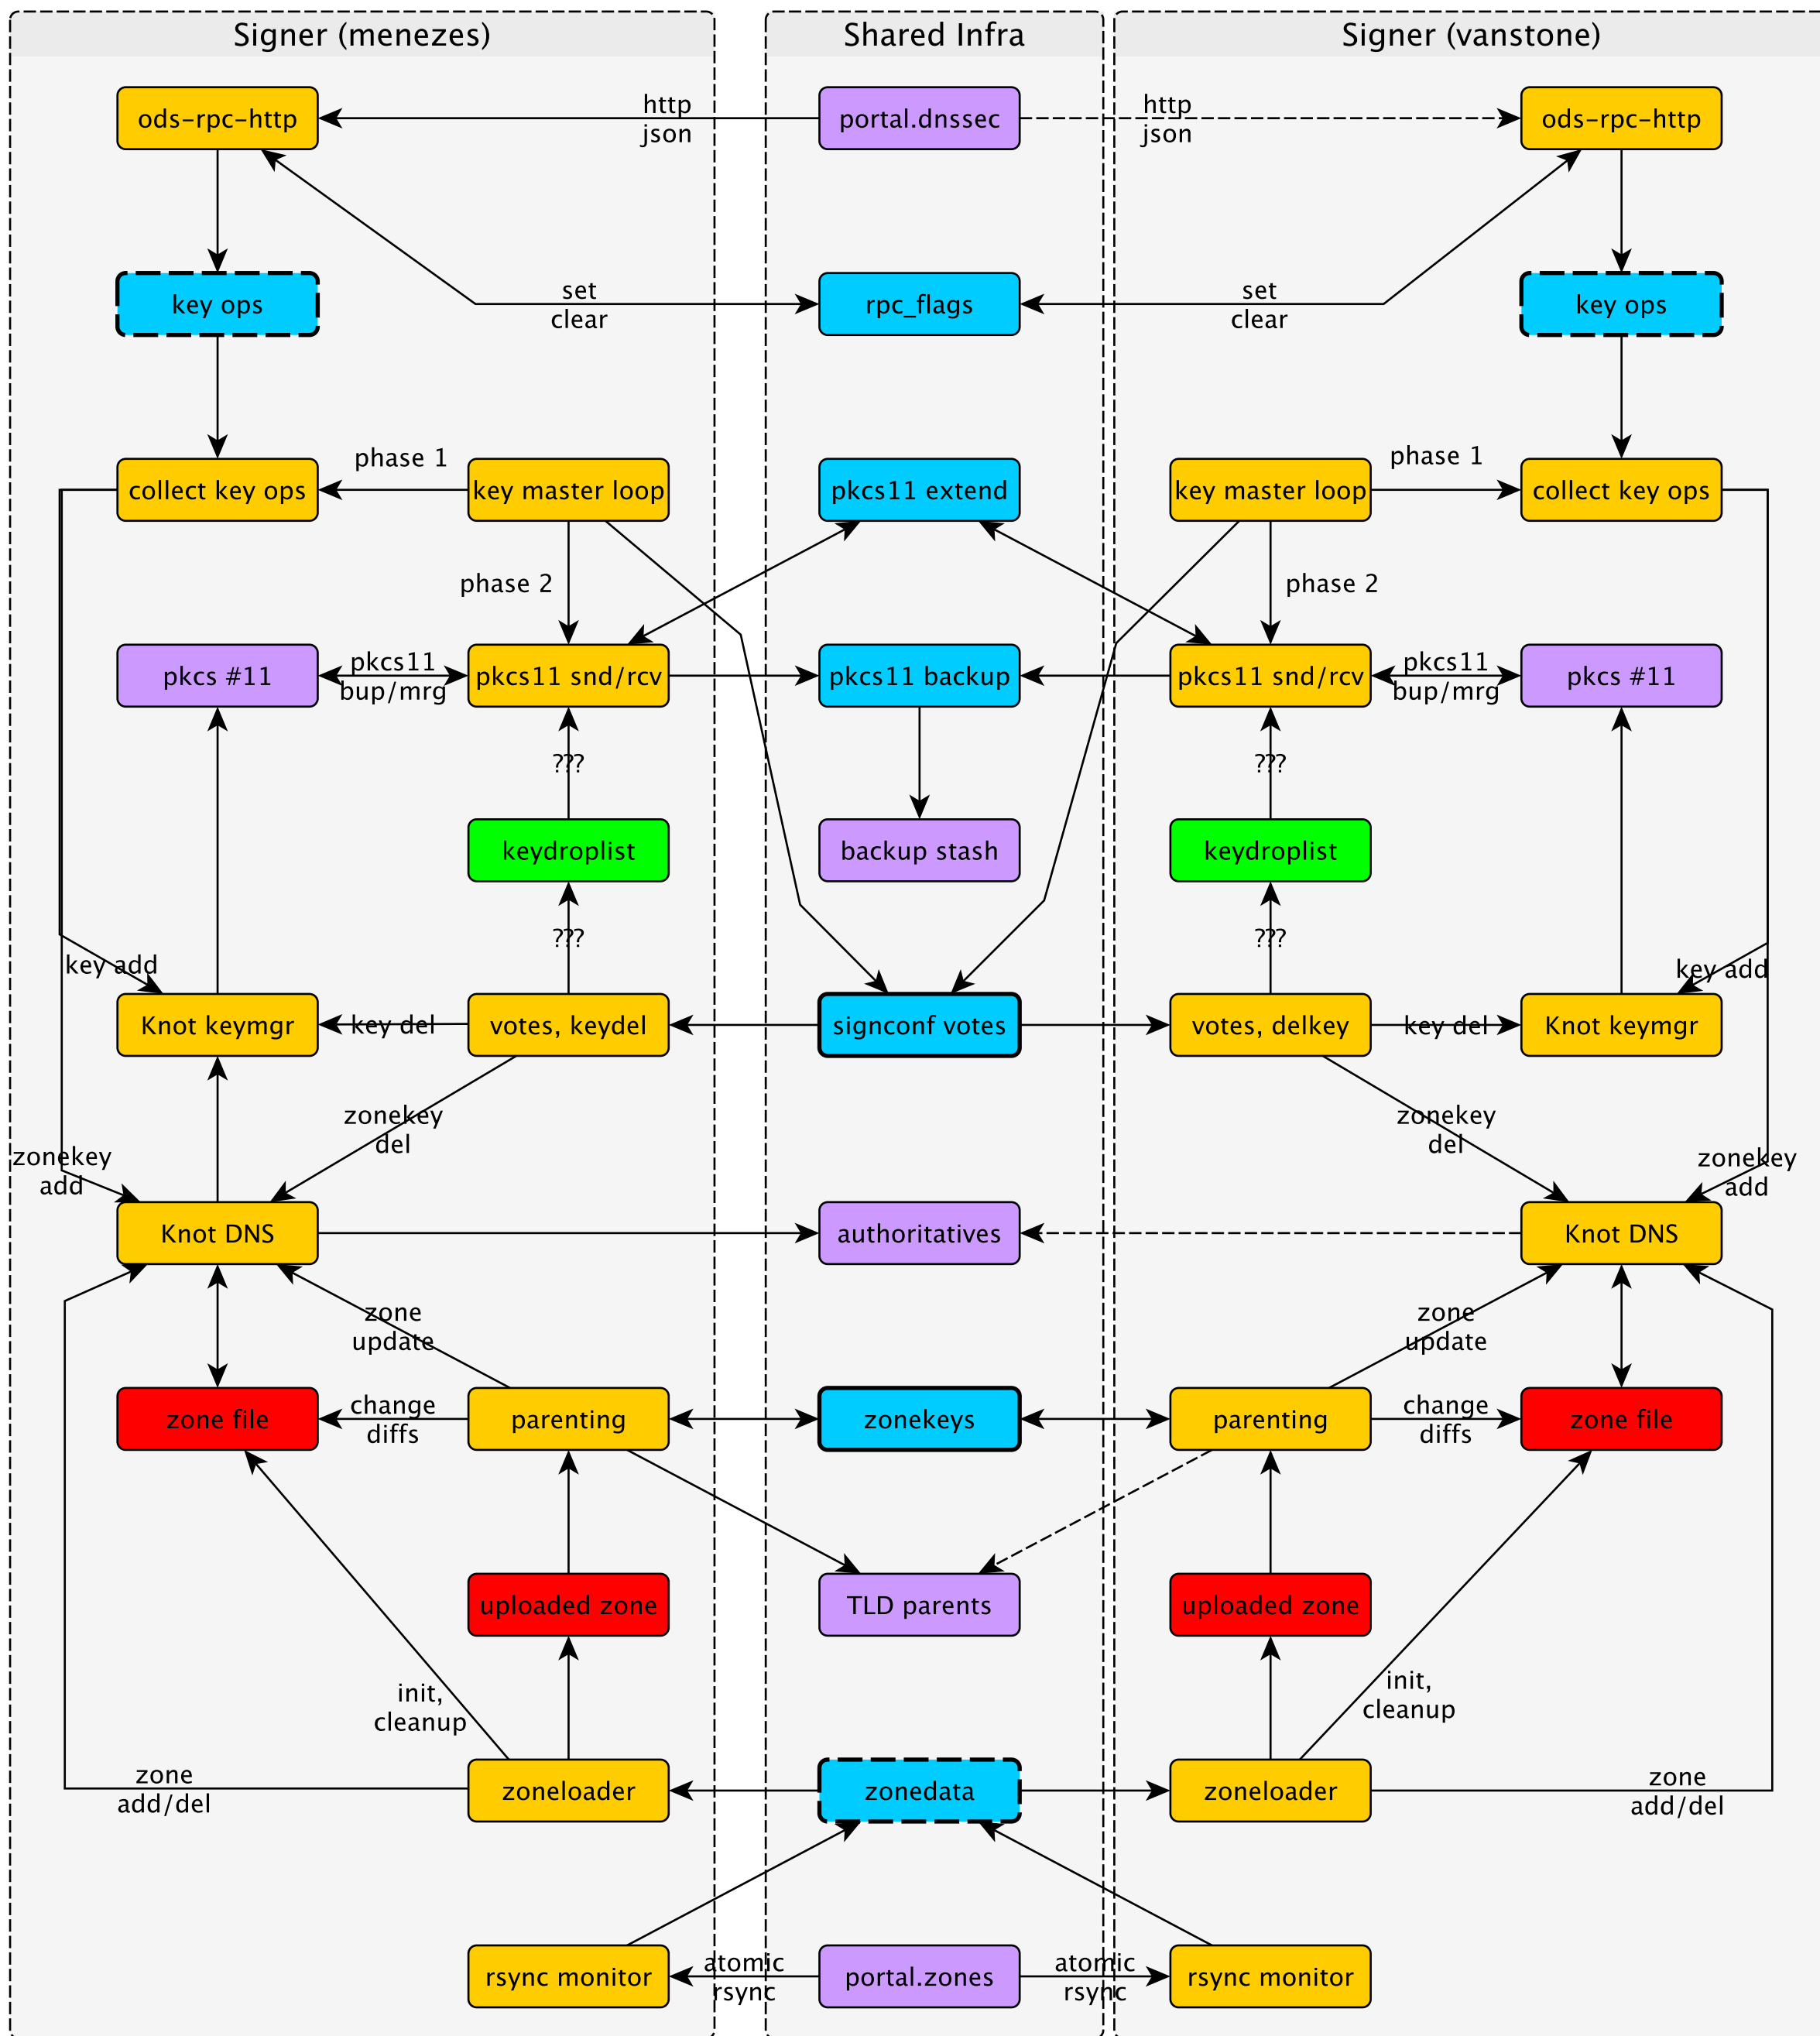 Signer (menezes)
Shared Infra
Signer (vanstone)
ods-rpc-http
http
json
portal.dnssec
http
json
ods-rpc-http
key ops
set
clear
rpc_flags
set
clear
key ops
collect key ops
phase 1
key master loop
pkcs11 extend
key master loop
phase 1
collect key ops
phase 2
phase 2
pkcs #11
pkcs11
bup/mrg
pkcs11 snd/rcv
pkcs11 backup
pkcs11 snd/rcv
pkcs11
bup/mrg
pkcs #11
???
???
keydroplist
backup stash
keydroplist
???
???
key add
key add
Knot keymgr
key del
votes, keydel
signconf votes
votes, delkey
key del
Knot keymgr
zonekey
del
zonekey
del
zonekey
add
zonekey
add
Knot DNS
authoritatives
Knot DNS
zone
update
zone
update
zone file
change
diffs
parenting
zonekeys
parenting
change
diffs
zone file
uploaded zone
TLD parents
uploaded zone
init,
cleanup
init,
cleanup
zone
add/del
zoneloader
zonedata
zoneloader
zone
add/del
rsync monitor
atomic
rsync
portal.zones
atomic
rsync
rsync monitor